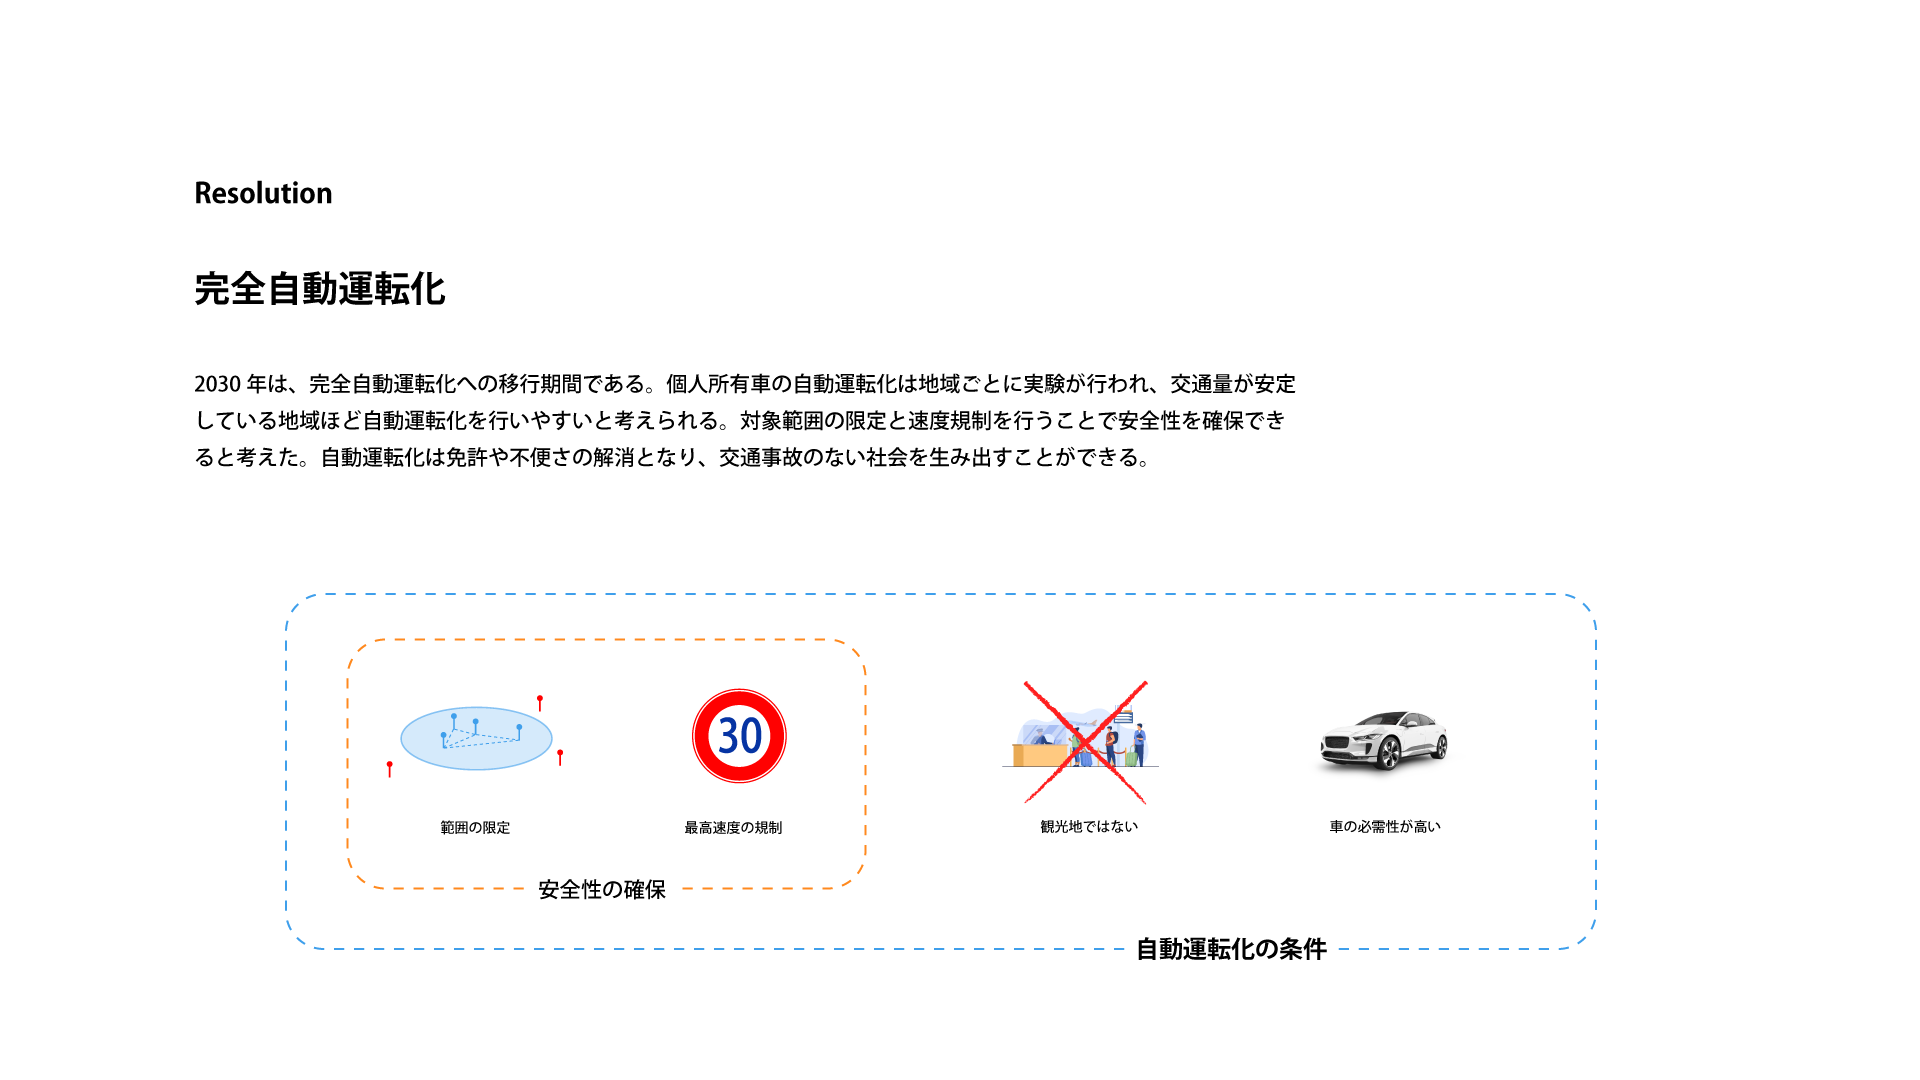 Resolution
完全自動運転化
2030 年は、完全自動運転化への移行期間である。個人所有車の自動運転化は地域ごとに実験が行われ、交通量が安定
している地域ほど自動運転化を行いやすいと考えられる。対象範囲の限定と速度規制を行うことで安全性を確保でき
ると考えた。自動運転化は免許や不便さの解消となり、交通事故のない社会を生み出すことができる。
30
範囲の限定
最高速度の規制
観光地ではない
車の必需性が高い
安全性の確保
自動運転化の条件